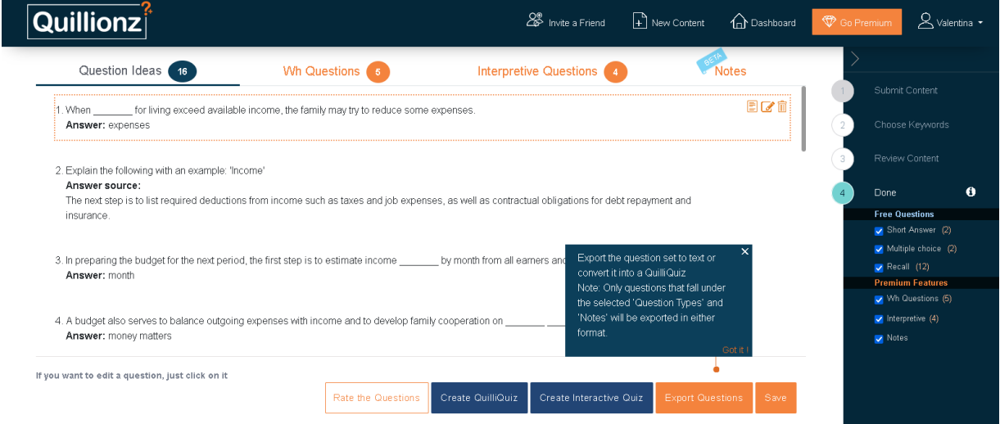 Quillionz
Invite a Friend
New Content
Dashboard
Go Premium
Valentina
Question Ideas 16
Wh Questions 5
Interpretive Questions 4
BETA
Notes
1. When _______ for living exceed available income, the family may try to reduce some expenses.
Answer: expenses
2. Explain the following with an example: 'Income'
Answer source:
The next step is to list required deductions from income such as taxes and job expenses, as well as contractual obligations for debt repayment and
insurance.
3. In preparing the budget for the next period, the first step is to estimate income _______ by month from all earners and
Answer: month
4. A budget also serves to balance outgoing expenses with income and to develop family cooperation on _______ ____
Answer: money matters
Export the question set to text or
convert it into a QuilliQuiz
Note: Only questions that fall under
the selected 'Question Types' and
'Notes' will be exported in either
format.
Got it !
If you want to edit a question, just click on it
Rate the Questions
Create QuilliQuiz
Create Interactive Quiz
Export Questions
Save
1 Submit Content
2 Choose Keywords
3 Review Content
4 Done
Free Questions
Short Answer (2)
Multiple choice (2)
Recall (12)
Premium Features
Wh Questions (5)
Interpretive (4)
Notes